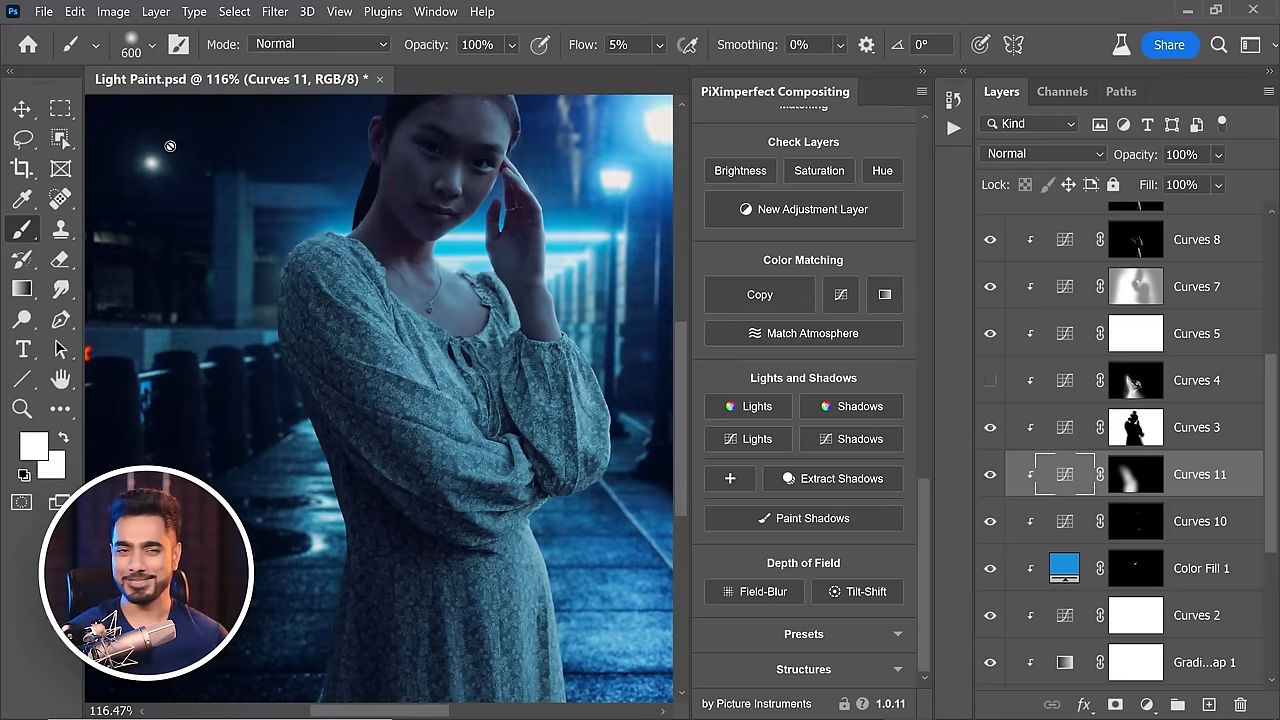 Ps File Edit Image Layer Type Select Filter 3D View Plugins Window Help
600 Mode: Normal Opacity: 100% Flow: 5% Smoothing: 0% 0° Share
Light Paint.psd @ 116% (Curves 11, RGB/8) *
PiXimperfect Compositing
Matching
Check Layers
Brightness Saturation Hue
New Adjustment Layer
Color Matching
Copy
Match Atmosphere
Lights and Shadows
Lights Shadows
Lights Shadows
+ Extract Shadows
Paint Shadows
Depth of Field
Field-Blur Tilt-Shift
Presets
Structures
by Picture Instruments 1.0.11
Layers Channels Paths
Kind
Normal Opacity: 100%
Lock: Fill: 100%
Curves 8
Curves 7
Curves 5
Curves 4
Curves 3
Curves 11
Curves 10
Color Fill 1
Curves 2
Gradi...ap 1
fx
116.47%